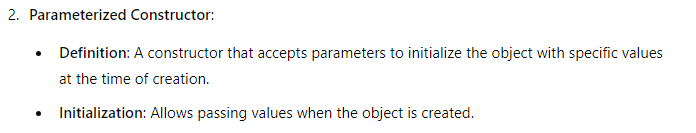 2. Parameterized Constructor:
• Definition: A constructor that accepts parameters to initialize the object with specific values
at the time of creation.
• Initialization: Allows passing values when the object is created.